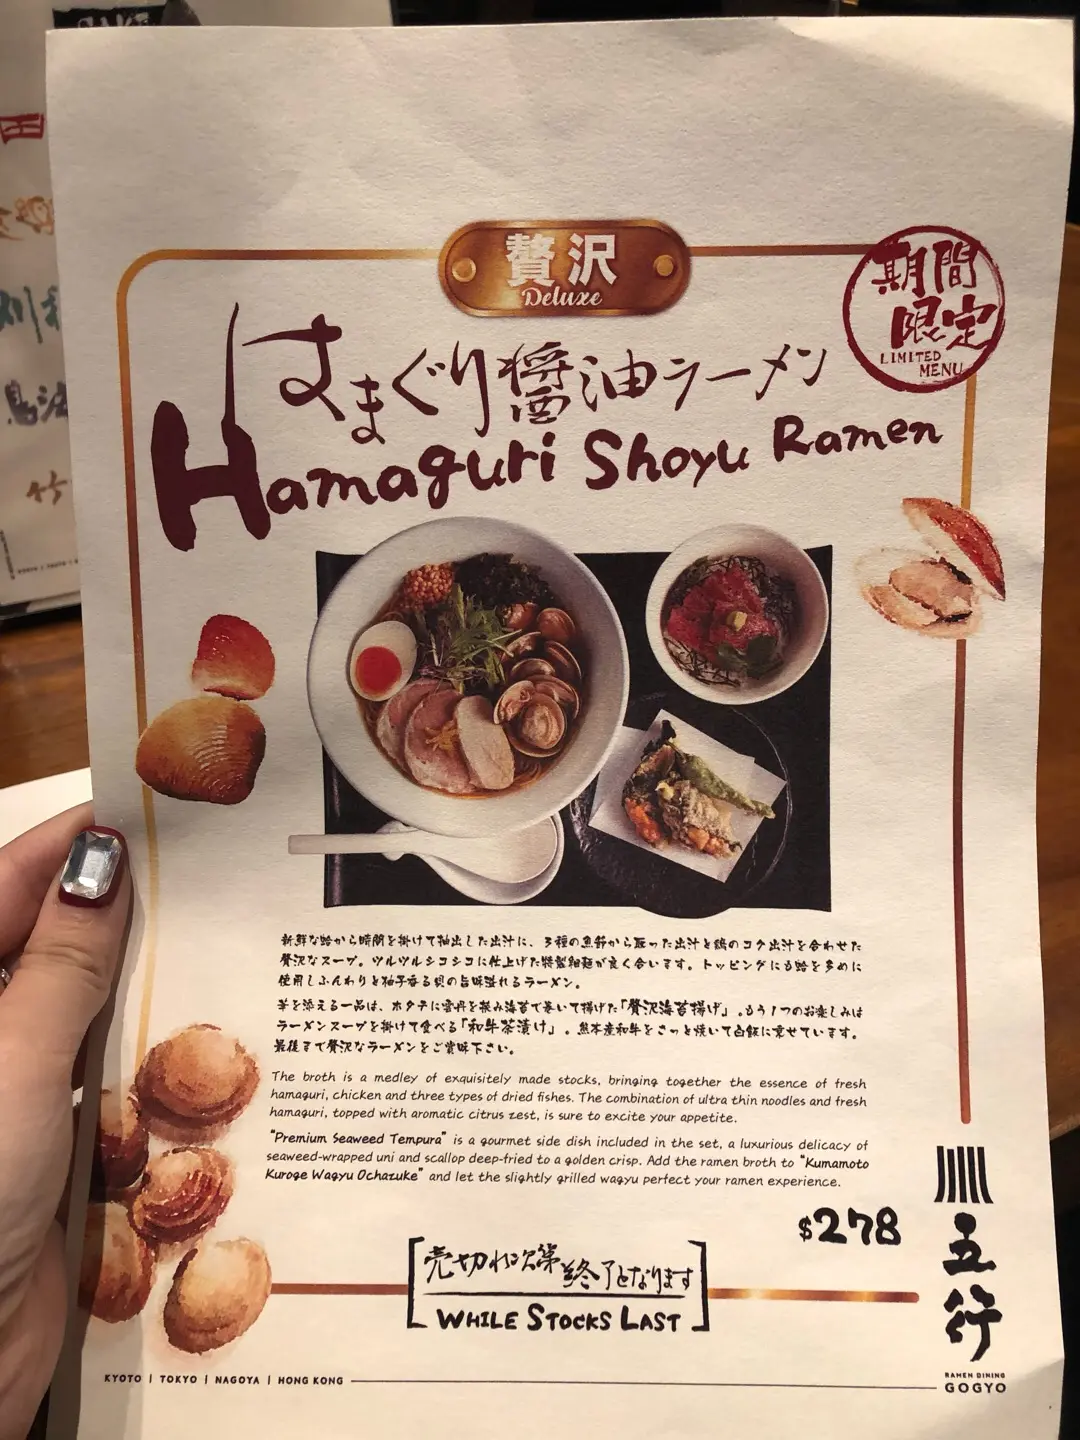 贅沢
Deluxe
期間
限定
LIMITED
MENU
はまぐり醤油ラーメン
Hamaguri Shoyu Ramen
新鮮な蛤から時間を掛けて抽出した出汁に、3種の魚節から取った出汁と鶏のコク出汁を合わせた
贅沢なスープ。ツルツルシコシコに仕上げた特製細麺が良く合います。トッピングにも蛤を多めに
使用しふんわりと柚子香る貝の旨味溢れるラーメン。
華を添える一品は、ホタテに雲丹を挟み海苔で巻いて揚げた「贅沢海苔揚げ」。もう1つのお楽しみは
ラーメンスープを掛けて食べる「和牛茶漬け」。熊本産和牛をさっと焼いて白飯に乗せています。
最後まで贅沢なラーメンをご賞味下さい。
The broth is a medley of exquisitely made stocks, bringing together the essence of fresh
hamaguri, chicken and three types of dried fishes. The combination of ultra thin noodles and fresh
hamaguri, topped with aromatic citrus zest, is sure to excite your appetite.
"Premium Seaweed Tempura" is a gourmet side dish included in the set, a luxurious delicacy of
seaweed-wrapped uni and scallop deep-fried to a golden crisp. Add the ramen broth to "Kumamoto
Kuroge Wagyu Ochazuke" and let the slightly grilled wagyu perfect your ramen experience.
$278
売切れ次第終了となります
WHILE STOCKS LAST
五行
RAMEN DINING
GOGYO
KYOTO | TOKYO | NAGOYA | HONG KONG